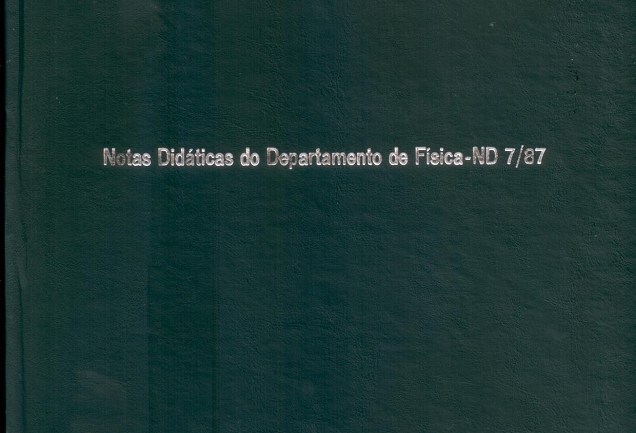 Notas Didáticas do Departamento de Física-ND 7/87